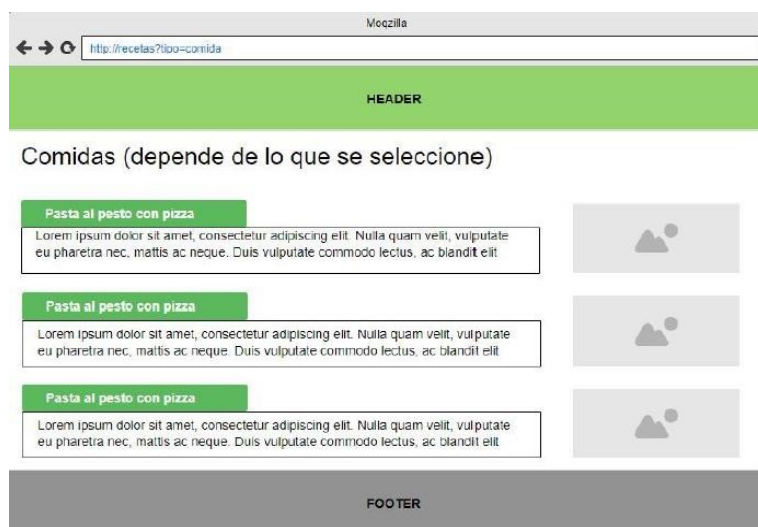 Moqzilla
http://recetas?tipo=comida
HEADER
Comidas (depende de lo que se seleccione)
Pasta al pesto con pizza
Lorem ipsum dolor sit amet, consectetur adipiscing elit. Nulla quam velit, vulputate
eu pharetra nec, mattis ac neque. Duis vulputate commodo lectus, ac blandit elit
Pasta al pesto con pizza
Lorem ipsum dolor sit amet, consectetur adipiscing elit. Nulla quam velit, vulputate
eu pharetra nec, mattis ac neque. Duis vulputate commodo lectus, ac blandit elit
Pasta al pesto con pizza
Lorem ipsum dolor sit amet, consectetur adipiscing elit. Nulla quam velit, vulputate
eu pharetra nec, mattis ac neque. Duis vulputate commodo lectus, ac blandit elit
FOOTER